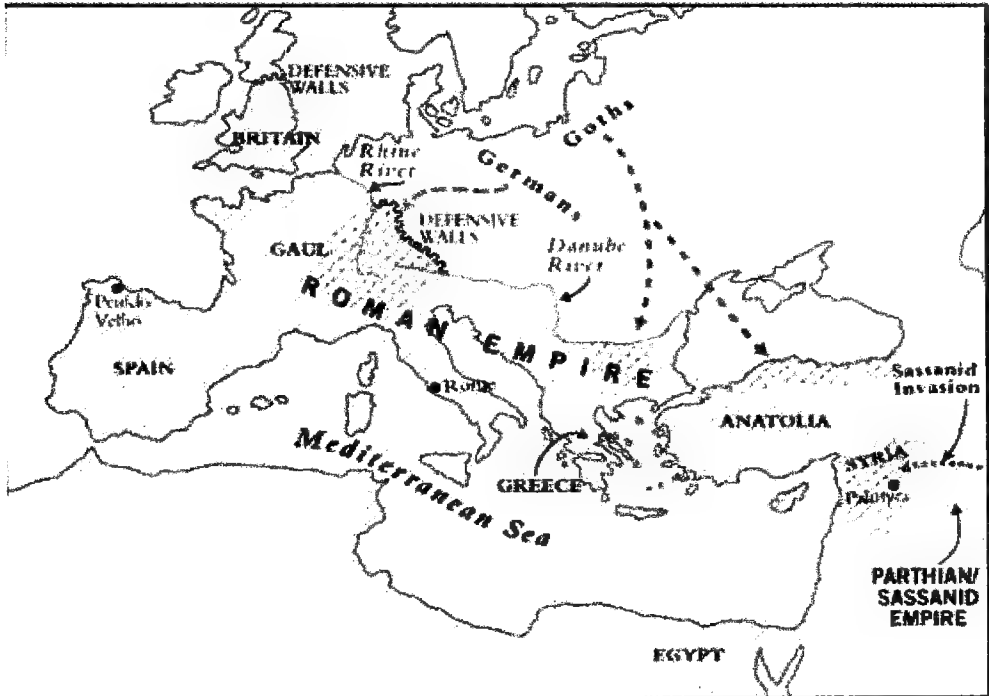 DEFENSIVE
WALLS
BRITAIN
Rhine
River
Goths
Germans
DEFENSIVE
WALLS
GAUL
Danube
River
ROMAN EMPIRE
SPAIN
Rome
Sassanid
Invasion
ANATOLIA
Mediterranean Sea
GREECE
SYRIA
Palmyra
PARTHIAN/
SASSANID
EMPIRE
EGYPT